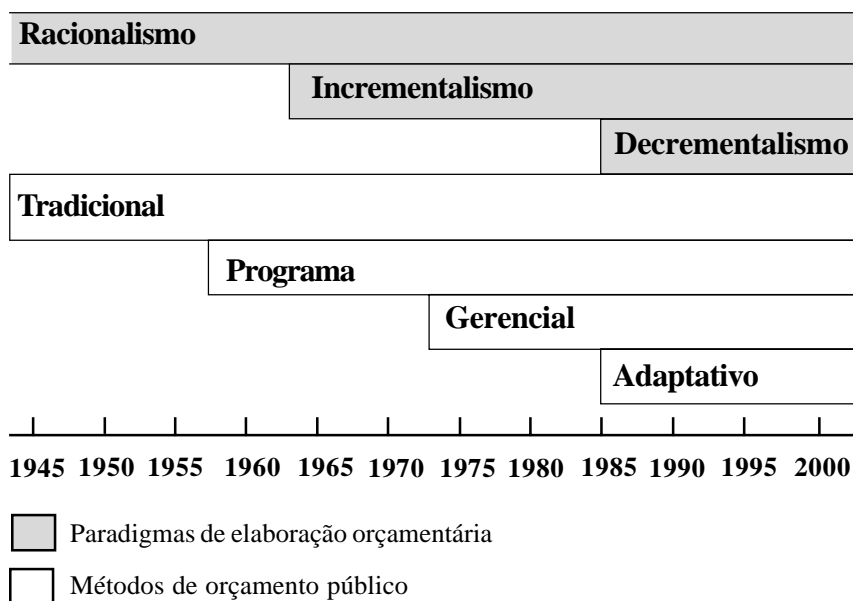 Racionalismo
Incrementalismo
Decrementalismo
Tradicional
Programa
Gerencial
Adaptativo
1945 1950 1955 1960 1965 1970 1975 1980 1985 1990 1995 2000
Paradigmas de elaboração orçamentária
Métodos de orçamento público